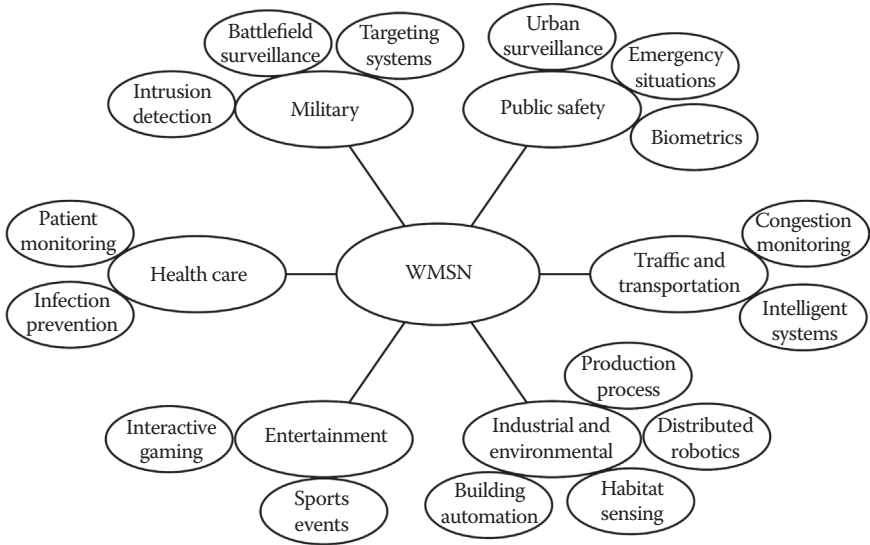 Battlefield
surveillance
Targeting
systems
Intrusion
detection
Military
Urban
surveillance
Emergency
situations
Public safety
Biometrics
Patient
monitoring
Health care
Infection
prevention
WMSN
Congestion
monitoring
Traffic and
transportation
Intelligent
systems
Interactive
gaming
Entertainment
Sports
events
Production
process
Industrial and
environmental
Distributed
robotics
Building
automation
Habitat
sensing